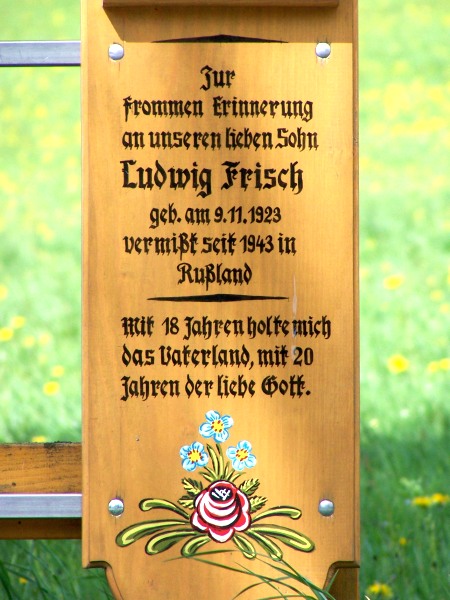 Zur
frommen Erinnerung
an unseren lieben Sohn
Ludwig Frisch
geb. am 9.11.1923
vermißt seit 1943 in
Rußland
Mit 18 Jahren holte mich
das Vaterland, mit 20
Jahren der liebe Gott.